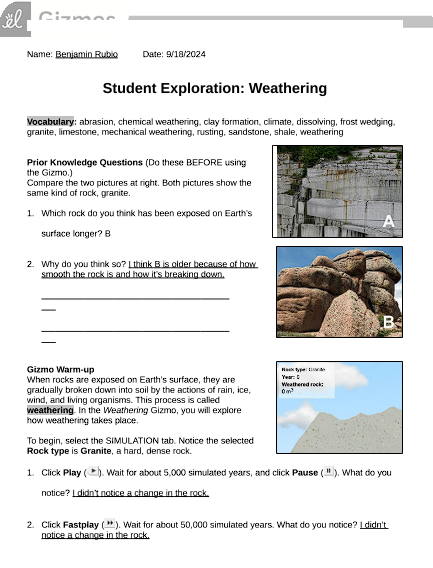 el Gizmos
Name: Benjamin Rubio Date: 9/18/2024
Student Exploration: Weathering
Vocabulary: abrasion, chemical weathering, clay formation, climate, dissolving, frost wedging,
granite, limestone, mechanical weathering, rusting, sandstone, shale, weathering
Prior Knowledge Questions (Do these BEFORE using
the Gizmo.)
Compare the two pictures at right. Both pictures show the
same kind of rock, granite.
1. Which rock do you think has been exposed on Earth's
surface longer? B
A
2. Why do you think so? I think B is older because of how
smooth the rock is and how it's breaking down.
B
Gizmo Warm-up
When rocks are exposed on Earth's surface, they are
gradually broken down into soil by the actions of rain, ice,
wind, and living organisms. This process is called
weathering. In the Weathering Gizmo, you will explore
how weathering takes place.
Rock type: Granite
Year: 0
Weathered rock:
0 m³
To begin, select the SIMULATION tab. Notice the selected
Rock type is Granite, a hard, dense rock.
1. Click Play ( ). Wait for about 5,000 simulated years, and click Pause ( ). What do you
notice? I didn't notice a change in the rock.
2. Click Fastplay ( ). Wait for about 50,000 simulated years. What do you notice? I didn't
notice a change in the rock.